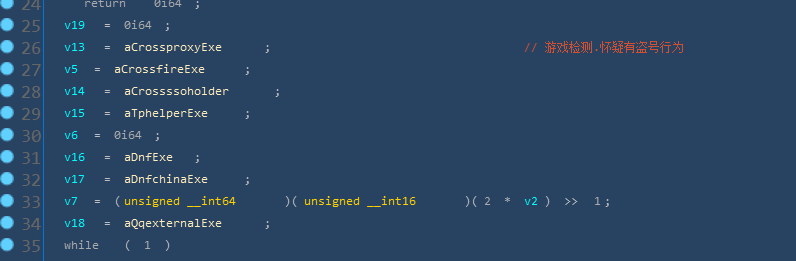 24 return 0i64 ;
25 v19 = 0i64 ;
26 v13 = aCrossproxyExe ; // 游戏检测.怀疑有盗号行为
27 v5 = aCrossfireExe ;
28 v14 = aCrossssoholder ;
29 v15 = aTphelperExe ;
30 v6 = 0i64 ;
31 v16 = aDnfExe ;
32 v17 = aDnfchinaExe ;
33 v7 = (unsigned __int64 )( unsigned __int16 )( 2 * v2 ) >> 1 ;
34 v18 = aQqexternalExe ;
35 while ( 1 )